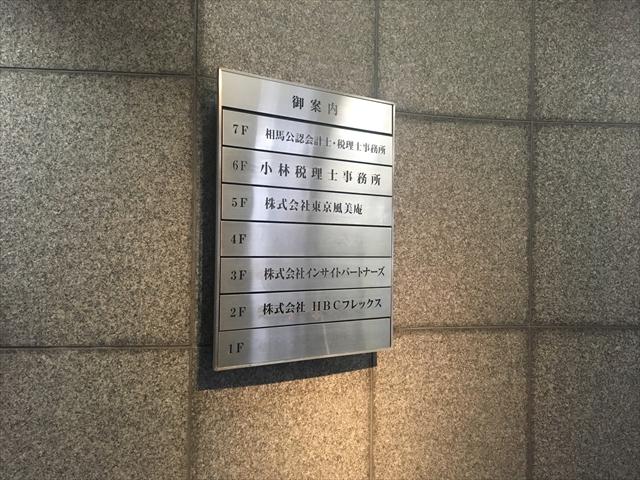 御案内
7F 相馬公認会計士・税理士事務所
6F 小林税理士事務所
5F 株式会社東京風美庵
4F
3F 株式会社インサイトパートナーズ
2F 株式会社 HBCフレックス
1F